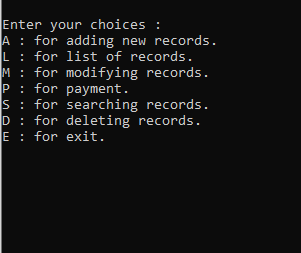 Enter your choices :
A : for adding new records.
L : for list of records.
M : for modifying records.
P : for payment.
S : for searching records.
D : for deleting records.
E : for exit.